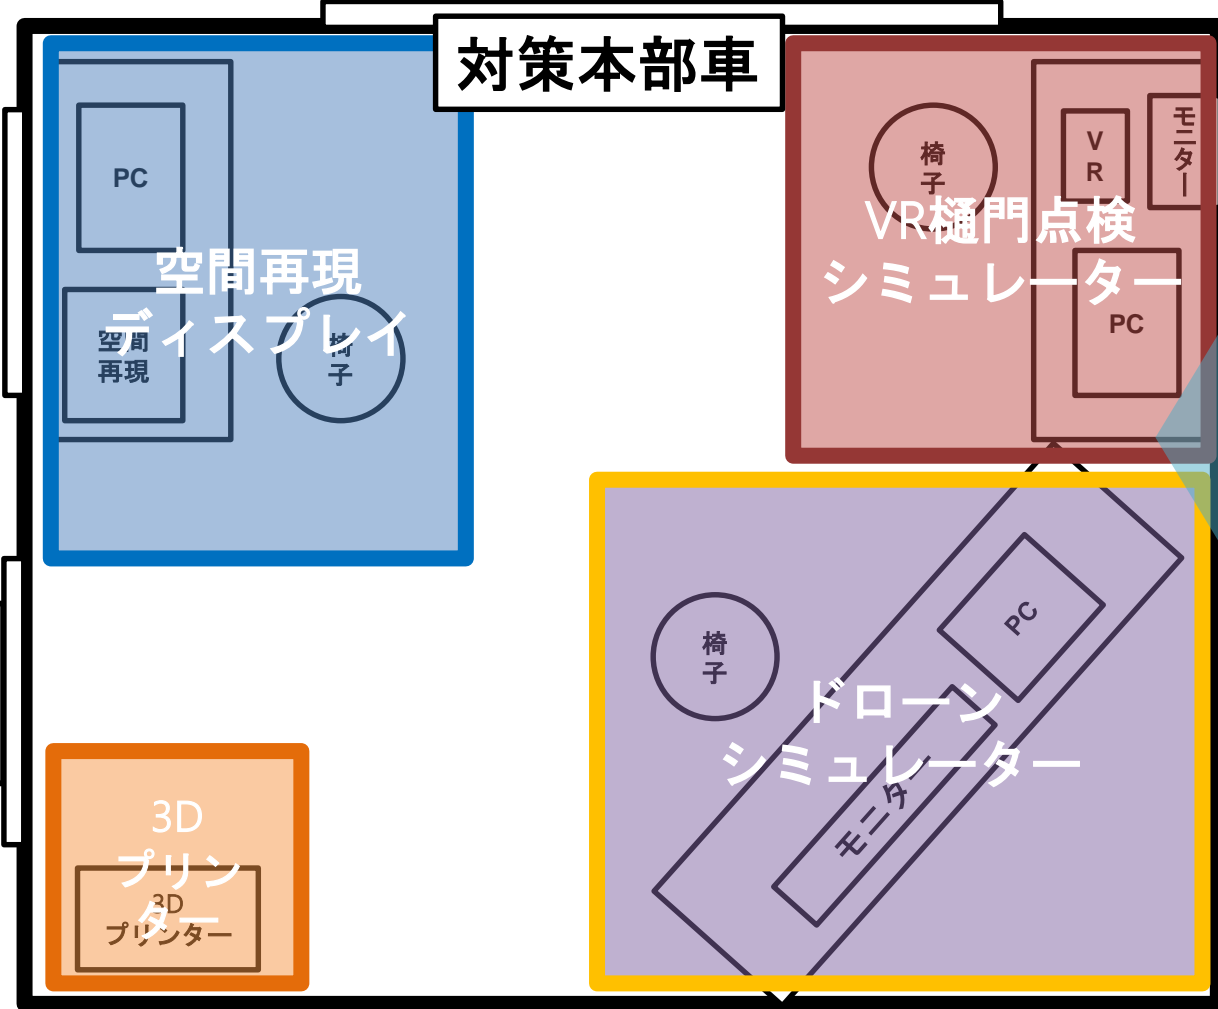 対策本部車
PC
空間再現
ディスプレイ
空間
再現
椅
子
椅
子
V
R
モニター
VR樋門点検
シミュレーター
PC
椅
子
PC
ドローン
シミュレーター
モニター
3D
プリン
ター
3D
プリンター